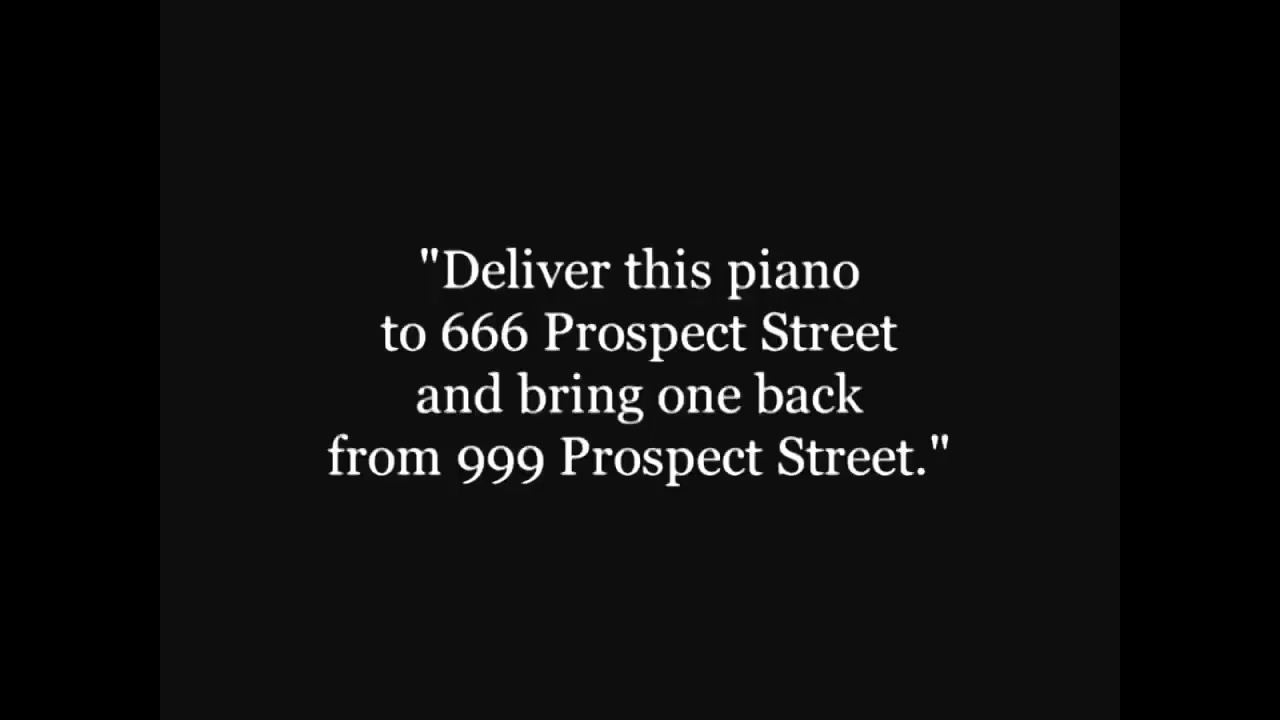 "Deliver this piano
to 666 Prospect Street
and bring one back
from 999 Prospect Street."